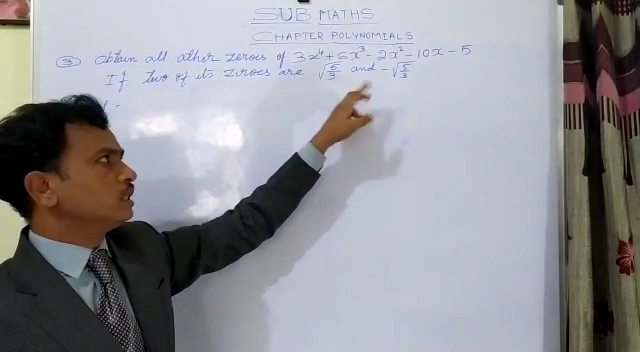 SUB MATHS
CHAPTER POLYNOMIALS
③ Obtain all other zeroes of 3x⁴+6x³-2x²-10x-5
If two of its zeroes are √5/3 and -√5/3